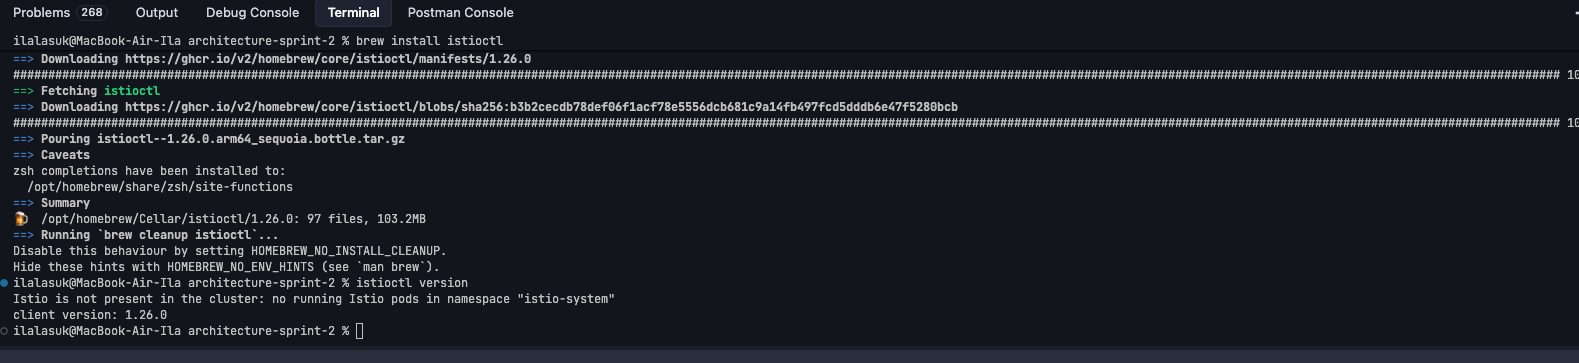 Problems 268 Output Debug Console Terminal Postman Console
ilalasuk@MacBook-Air-Ila architecture-sprint-2 % brew install istioctl
==> Downloading https://ghcr.io/v2/homebrew/core/istioctl/manifests/1.26.0
############################################################################################################################################################################################################################# 10
==> Fetching istioctl
==> Downloading https://ghcr.io/v2/homebrew/core/istioctl/blobs/sha256:b3b2cecdb78def06f1acf78e5556dcb681c9a14fb497fcd5dddb6e47f5280bcb
############################################################################################################################################################################################################################# 10
==> Pouring istioctl--1.26.0.arm64_sequoia.bottle.tar.gz
==> Caveats
zsh completions have been installed to:
  /opt/homebrew/share/zsh/site-functions
==> Summary
🍺  /opt/homebrew/Cellar/istioctl/1.26.0: 97 files, 103.2MB
==> Running `brew cleanup istioctl`...
Disable this behaviour by setting HOMEBREW_NO_INSTALL_CLEANUP.
Hide these hints with HOMEBREW_NO_ENV_HINTS (see `man brew`).
ilalasuk@MacBook-Air-Ila architecture-sprint-2 % istioctl version
Istio is not present in the cluster: no running Istio pods in namespace "istio-system"
client version: 1.26.0
ilalasuk@MacBook-Air-Ila architecture-sprint-2 %